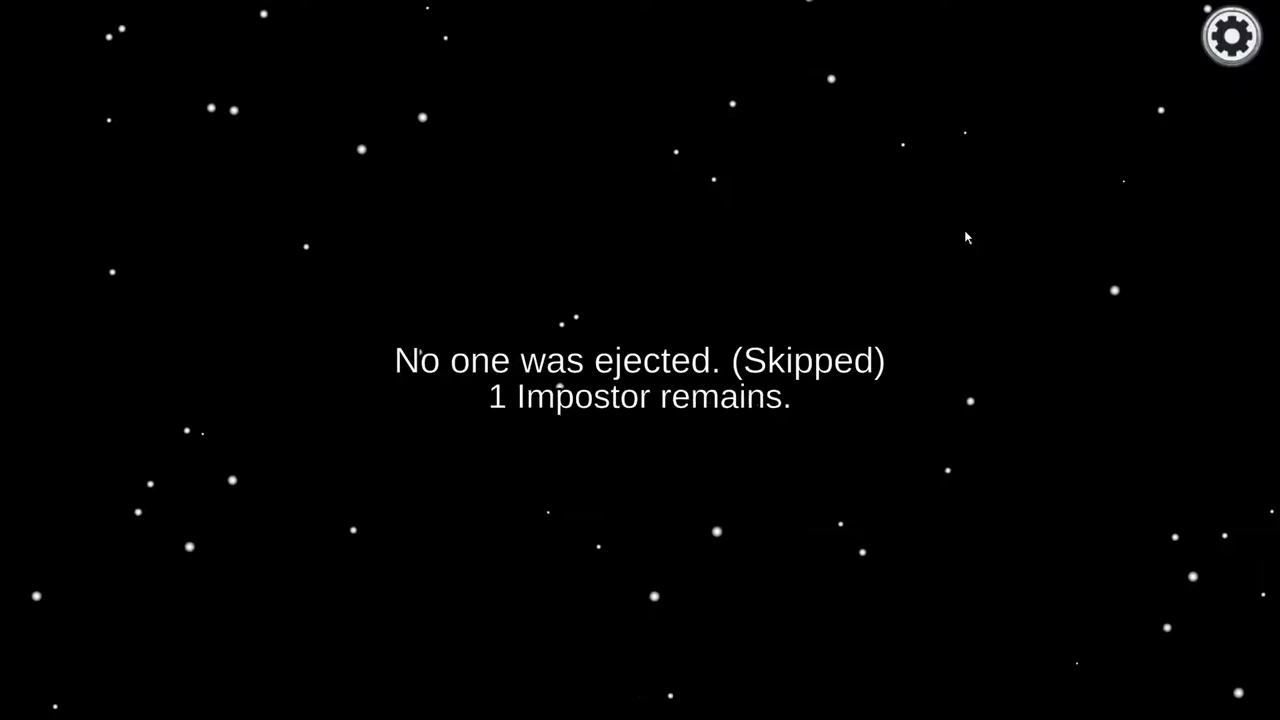 No one was ejected. (Skipped)
1 Impostor remains.